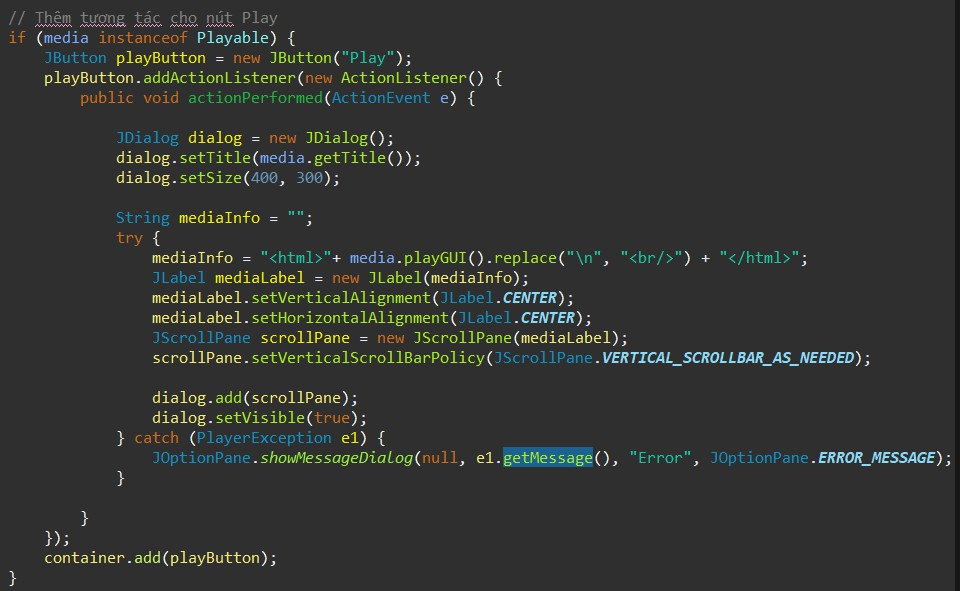 // Thêm tương tác cho nút Play
if (media instanceof Playable) {
    JButton playButton = new JButton("Play");
    playButton.addActionListener(new ActionListener() {
        public void actionPerformed(ActionEvent e) {
            JDialog dialog = new JDialog();
            dialog.setTitle(media.getTitle());
            dialog.setSize(400, 300);
            String mediaInfo = "";
            try {
                mediaInfo = "<html>"+ media.playGUI().replace("\n", "<br/>") + "</html>";
                JLabel mediaLabel = new JLabel(mediaInfo);
                mediaLabel.setVerticalAlignment(JLabel.CENTER);
                mediaLabel.setHorizontalAlignment(JLabel.CENTER);
                JScrollPane scrollPane = new JScrollPane(mediaLabel);
                scrollPane.setVerticalScrollBarPolicy(JScrollPane.VERTICAL_SCROLLBAR_AS_NEEDED);
                dialog.add(scrollPane);
                dialog.setVisible(true);
            } catch (PlayerException e1) {
                JOptionPane.showMessageDialog(null, e1.getMessage(), "Error", JOptionPane.ERROR_MESSAGE);
            }
        }
    });
    container.add(playButton);
}